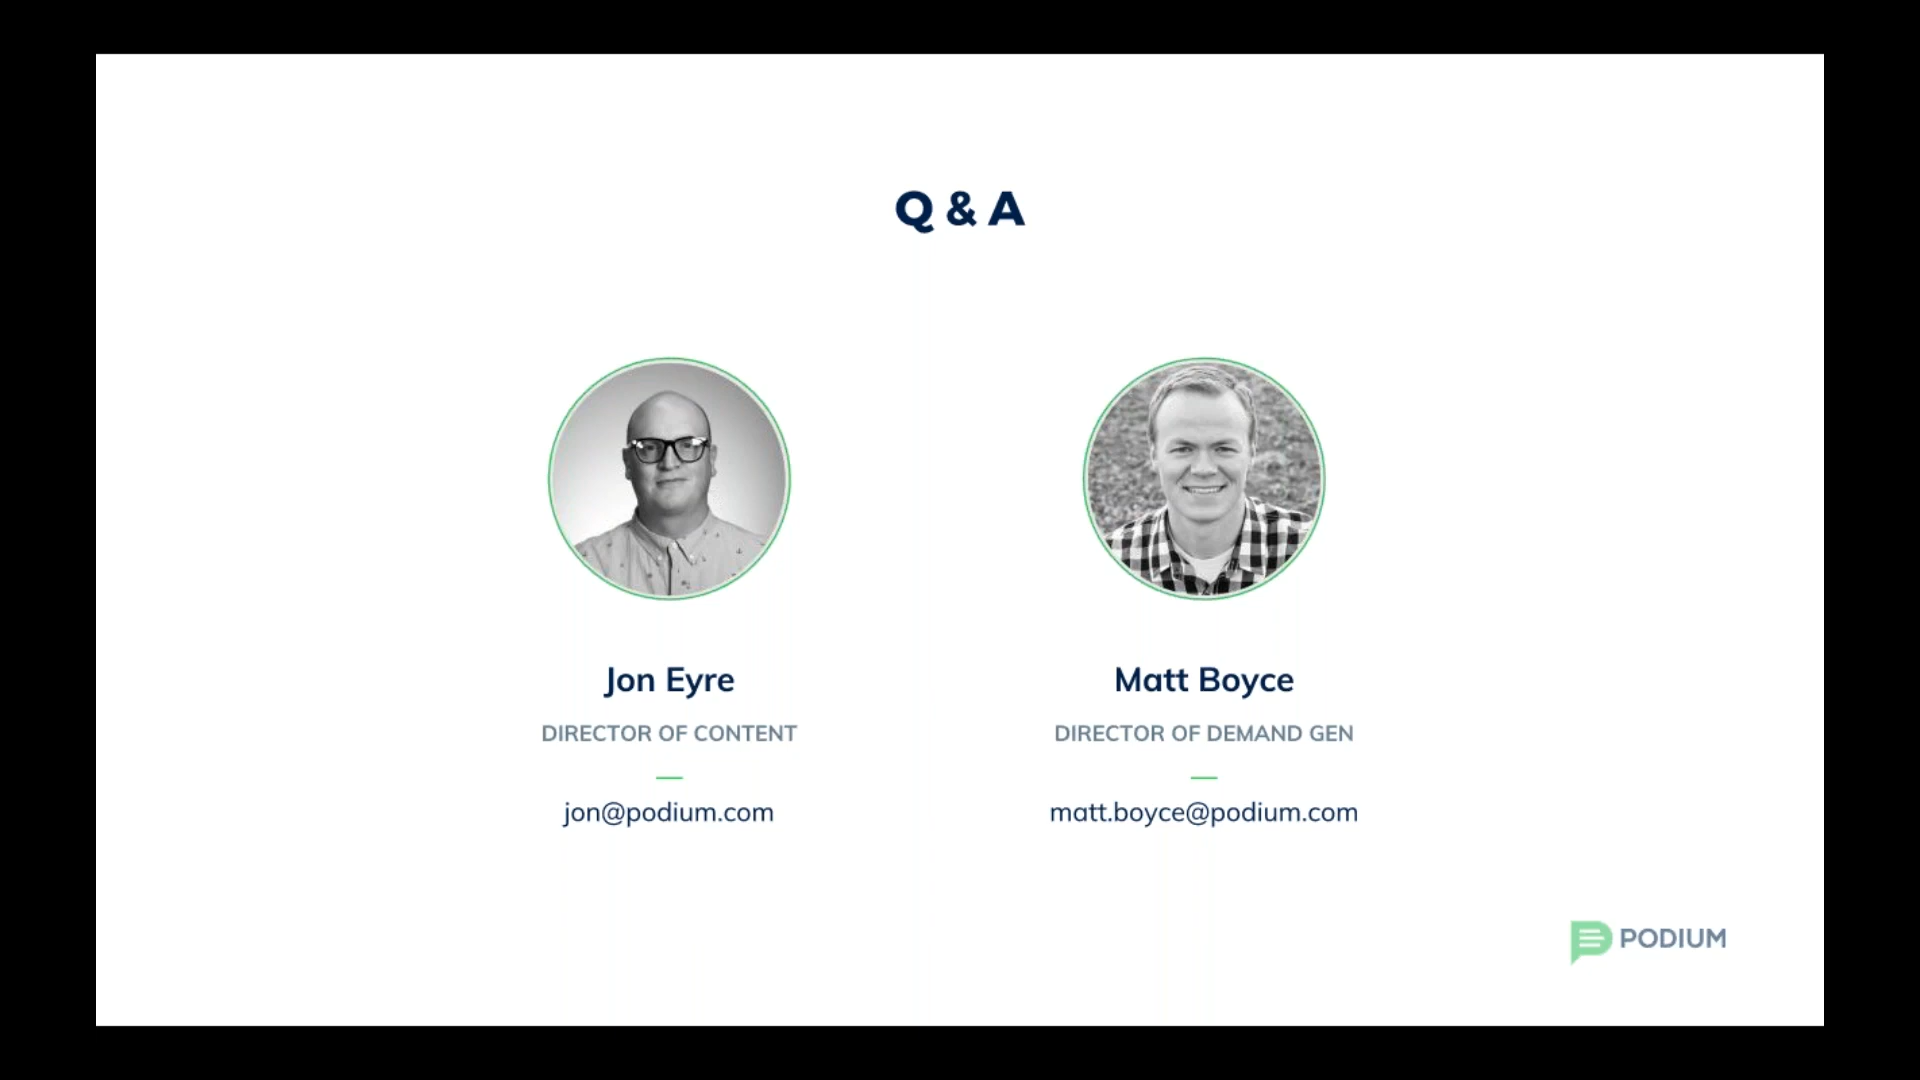 Q & A
Jon Eyre
DIRECTOR OF CONTENT
jon@podium.com
Matt Boyce
DIRECTOR OF DEMAND GEN
matt.boyce@podium.com
PODIUM